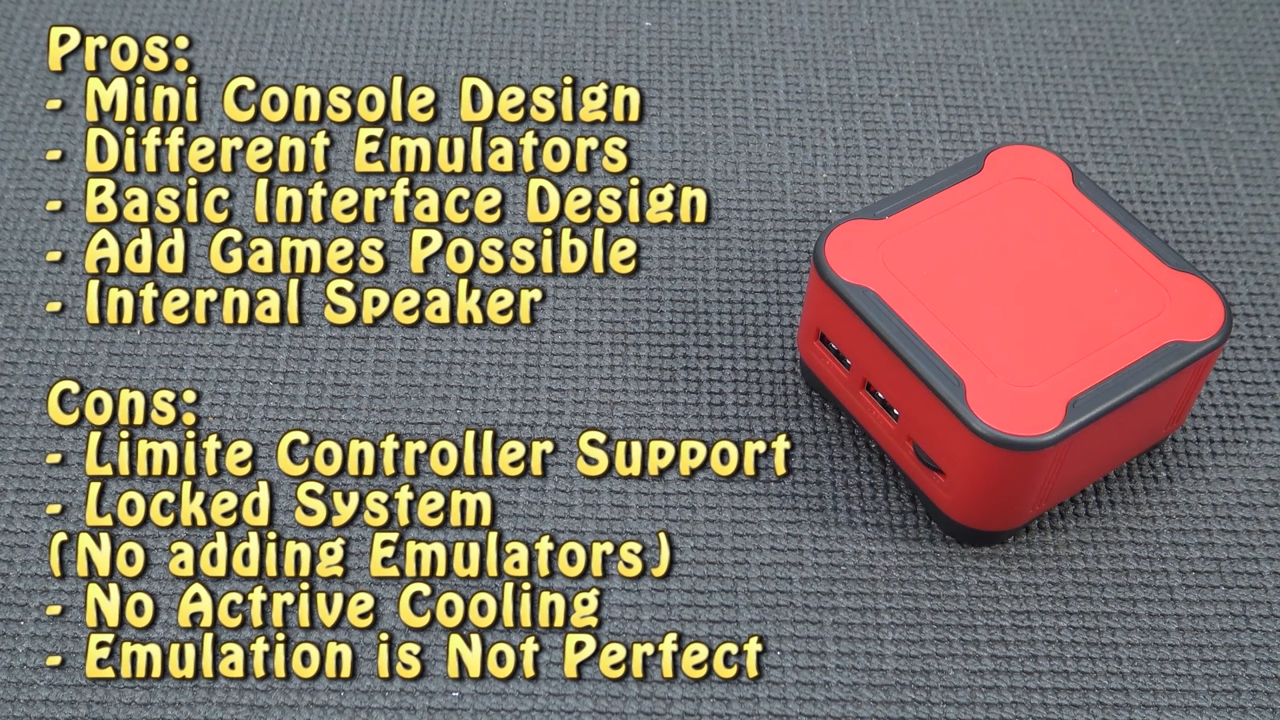 Pros:
- Mini Console Design
- Different Emulators
- Basic Interface Design
- Add Games Possible
- Internal Speaker
Cons:
- Limite Controller Support
- Locked System
(No adding Emulators)
- No Actrive Cooling
- Emulation is Not Perfect